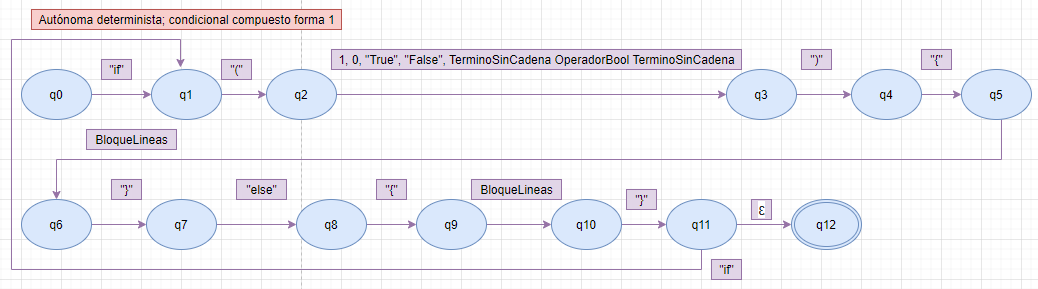 Autónoma determinista; condicional compuesto forma 1
"if"
"("
1, 0, "True", "False", TerminoSinCadena OperadorBool TerminoSinCadena
")"
"{"
q0
q1
q2
q3
q4
q5
BloqueLineas
"}"
"else"
"{"
BloqueLineas
"}"
ε
q6
q7
q8
q9
q10
q11
q12
"if"